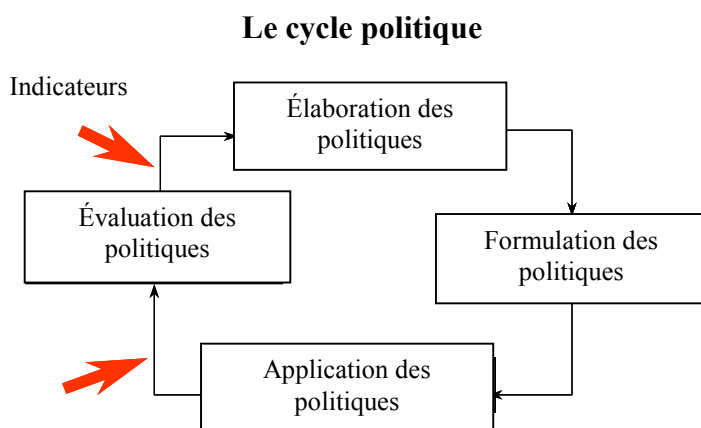 Le cycle politique
Indicateurs
Élaboration des
politiques
Évaluation des
politiques
Formulation des
politiques
Application des
politiques